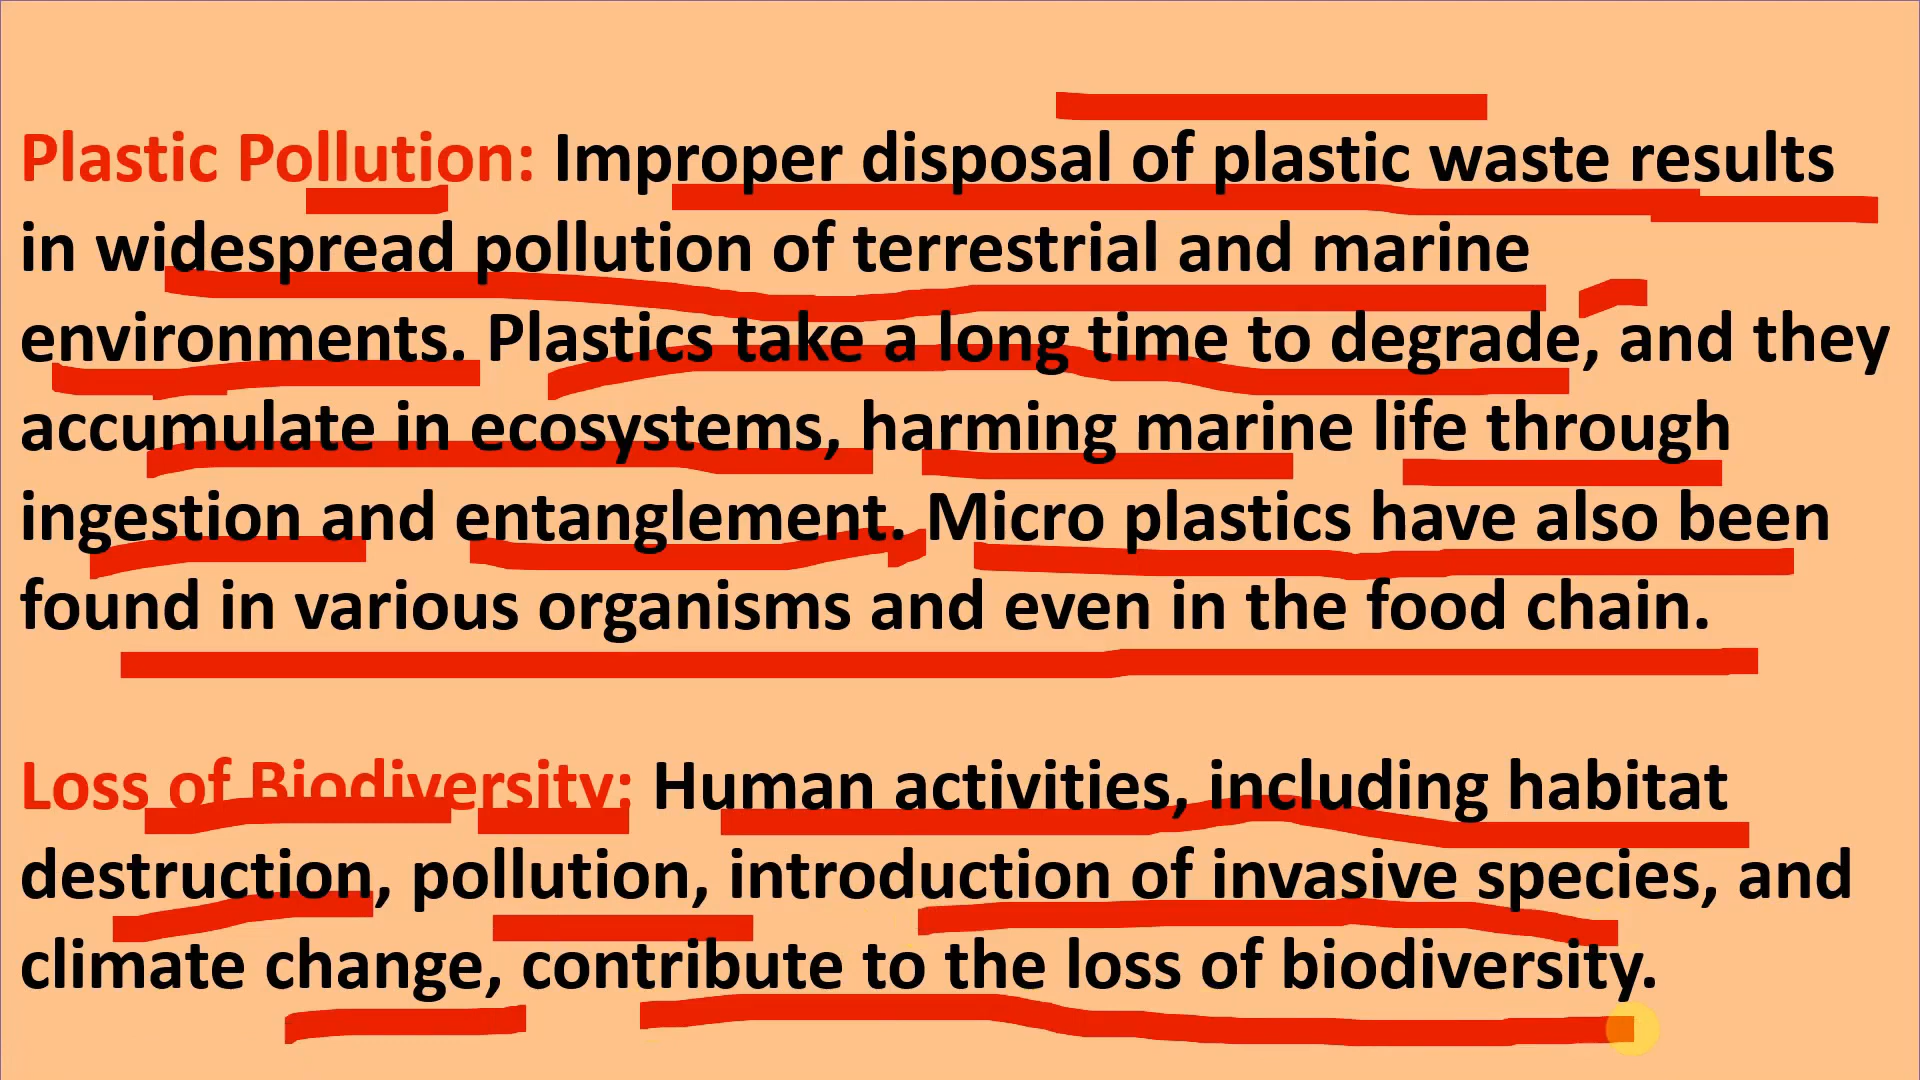 Plastic Pollution: Improper disposal of plastic waste results
in widespread pollution of terrestrial and marine
environments. Plastics take a long time to degrade, and they
accumulate in ecosystems, harming marine life through
ingestion and entanglement. Micro plastics have also been
found in various organisms and even in the food chain.
Loss of Biodiversity: Human activities, including habitat
destruction, pollution, introduction of invasive species, and
climate change, contribute to the loss of biodiversity.